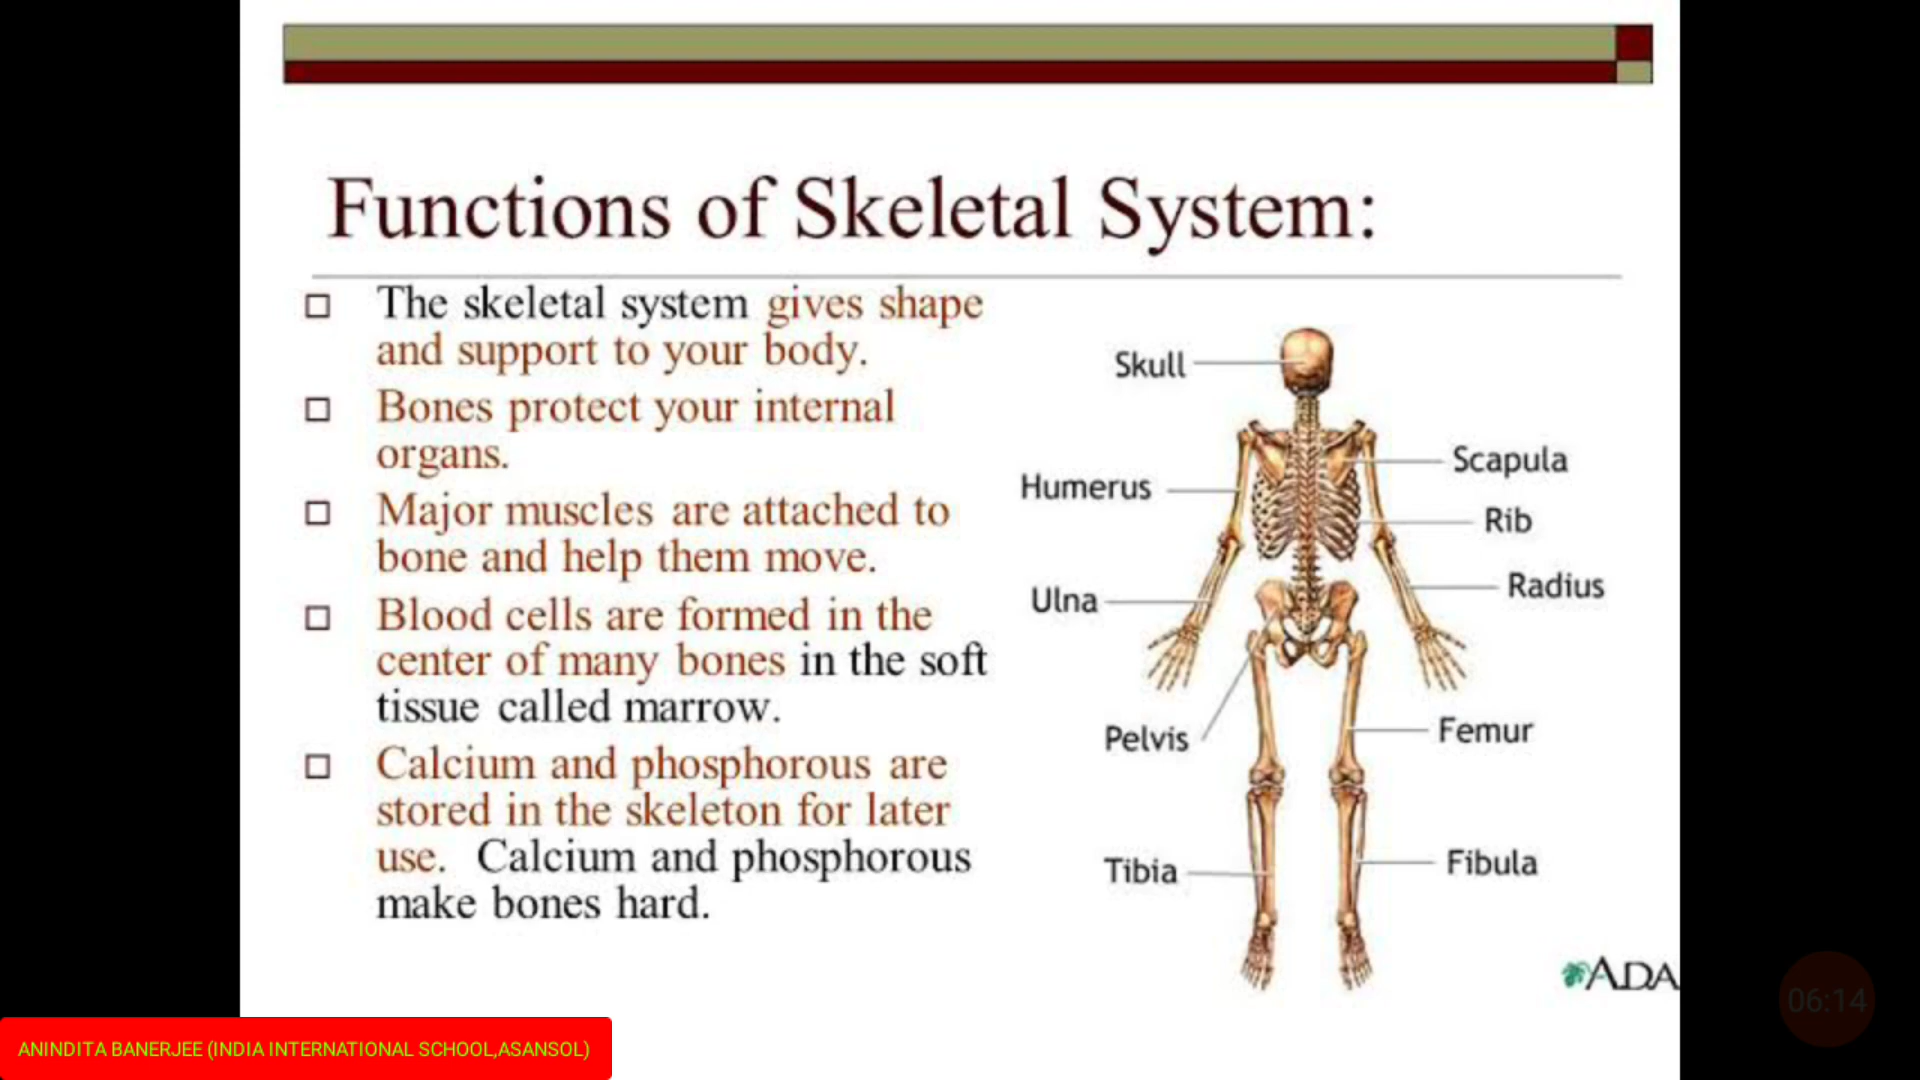 Functions of Skeletal System:
The skeletal system gives shape
and support to your body.
Bones protect your internal
organs.
Major muscles are attached to
bone and help them move.
Blood cells are formed in the
center of many bones in the soft
tissue called marrow.
Calcium and phosphorous are
stored in the skeleton for later
use. Calcium and phosphorous
make bones hard.
Skull
Scapula
Humerus
Rib
Radius
Ulna
Femur
Pelvis
Fibula
Tibia
ADA
06:14
ANINDITA BANERJEE (INDIA INTERNATIONAL SCHOOL,ASANSOL)